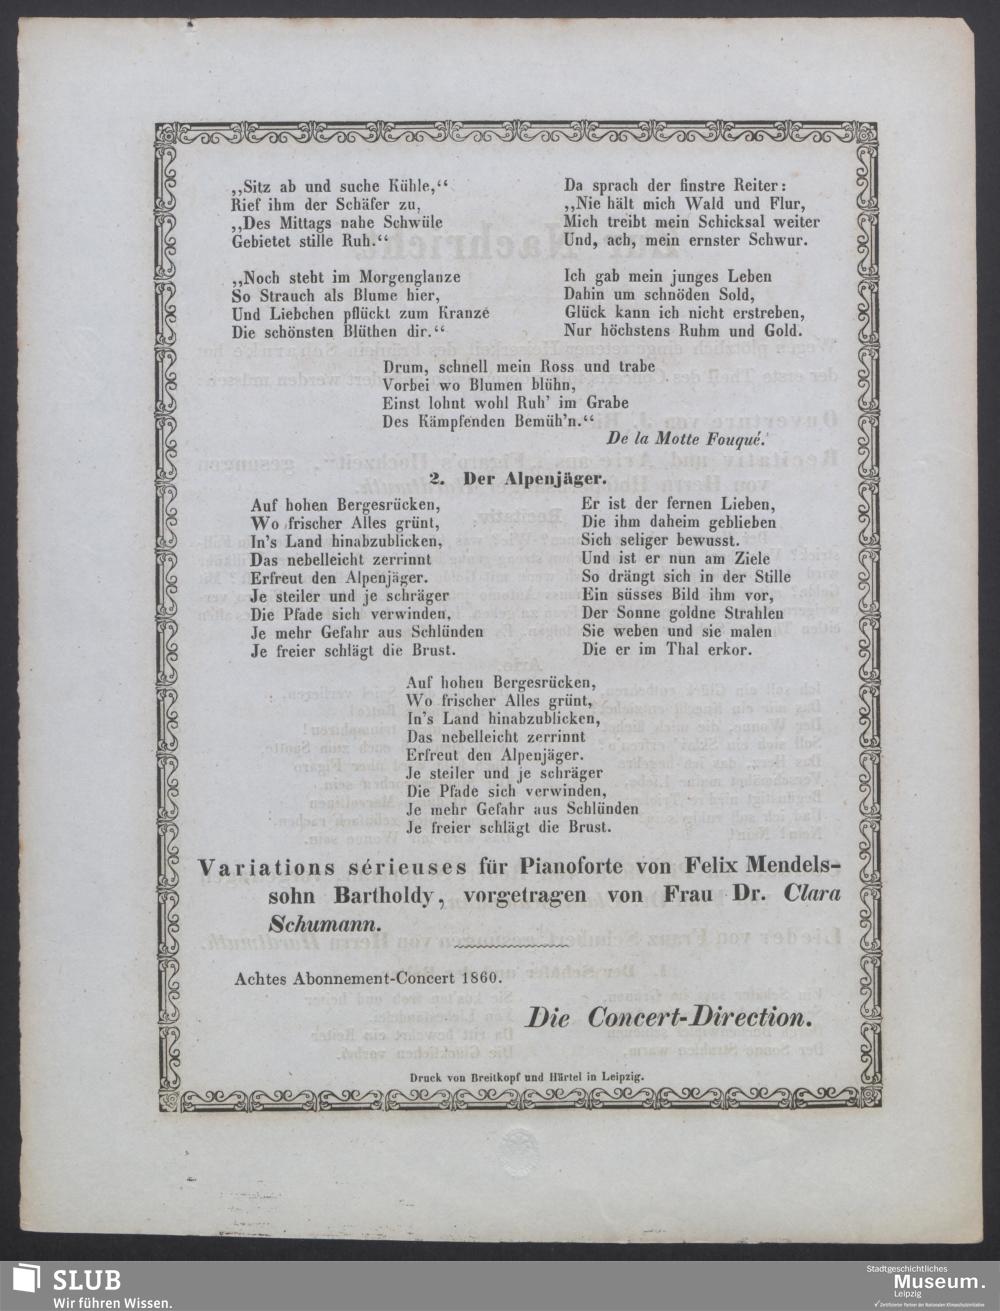 ,,Sitz ab und suche Kühle,“
Rief ihm der Schäfer zu,
,,Des Mittags nahe Schwüle
Gebietet stille Ruh.“
,,Noch steht im Morgenglanze
So Strauch als Blume hier,
Und Liebchen pflückt zum Kranze
Die schönsten Blüthen dir.“
Da sprach der finstre Reiter:
,,Nie hält mich Wald und Flur,
Mich treibt mein Schicksal weiter
Und, ach, mein ernster Schwur.
Ich gab mein junges Leben
Dahin um schnöden Sold,
Glück kann ich nicht erstreben,
Nur höchstens Ruhm und Gold.
Drum, schnell mein Ross und trabe
Vorbei wo Blumen blühn,
Einst lohnt wohl Ruh' im Grabe
Des Kämpfenden Bemüh'n.“
De la Motte Fouqué.
2. Der Alpenjäger.
Auf hohen Bergesrücken,
Wo frischer Alles grünt,
In's Land hinabzublicken,
Das nebelleicht zerrinnt
Erfreut den Alpenjäger.
Je steiler und je schräger
Die Pfade sich verwinden,
Je mehr Gefahr aus Schlünden
Je freier schlägt die Brust.
Er ist der fernen Lieben,
Die ihm daheim geblieben
Sich seliger bewusst.
Und ist er nun am Ziele
So drängt sich in der Stille
Ein süsses Bild ihm vor,
Der Sonne goldne Strahlen
Sie weben und sie malen
Die er im Thal erkor.
Auf hohen Bergesrücken,
Wo frischer Alles grünt,
In's Land hinabzublicken,
Das nebelleicht zerrinnt
Erfreut den Alpenjäger.
Je steiler und je schräger
Die Pfade sich verwinden,
Je mehr Gefahr aus Schlünden
Je freier schlägt die Brust.
Variations sérieuses für Pianoforte von Felix Mendels-
sohn Bartholdy, vorgetragen von Frau Dr. Clara
Schumann.
Achtes Abonnement-Concert 1860.
Die Concert-Direction.
Druck von Breitkopf und Härtel in Leipzig.
SLUB
Wir führen Wissen.
Stadtgeschichtliches
Museum.
Leipzig